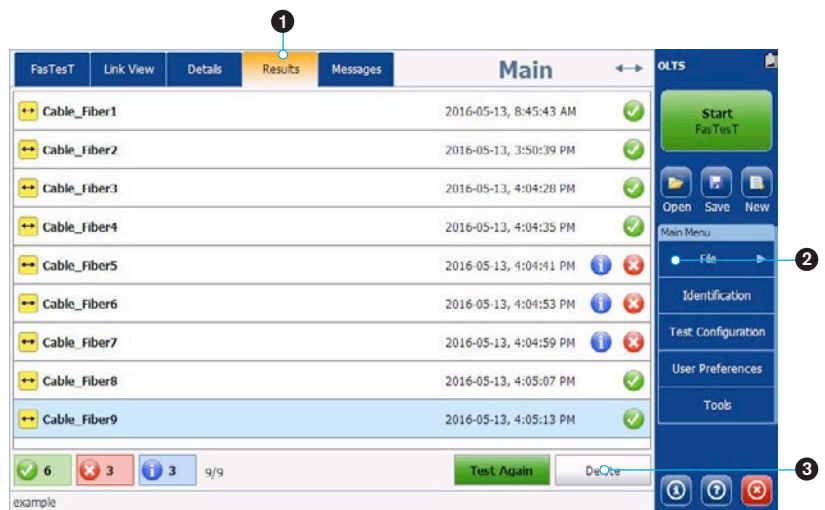 1
FasTesT Link View Details Results Messages Main OLTS
Cable_Fiber1 2016-05-13, 8:45:43 AM
Start
FasTesT
Cable_Fiber2 2016-05-13, 3:50:39 PM
Cable_Fiber3 2016-05-13, 4:04:28 PM
Open Save New
Cable_Fiber4 2016-05-13, 4:04:35 PM
Main Menu
Cable_Fiber5 2016-05-13, 4:04:41 PM
File 2
Cable_Fiber6 2016-05-13, 4:04:53 PM
Identification
Cable_Fiber7 2016-05-13, 4:04:59 PM
Test Configuration
Cable_Fiber8 2016-05-13, 4:05:07 PM
User Preferences
Cable_Fiber9 2016-05-13, 4:05:13 PM
Tools
6 3 3 9/9 Test Again Delete 3
example